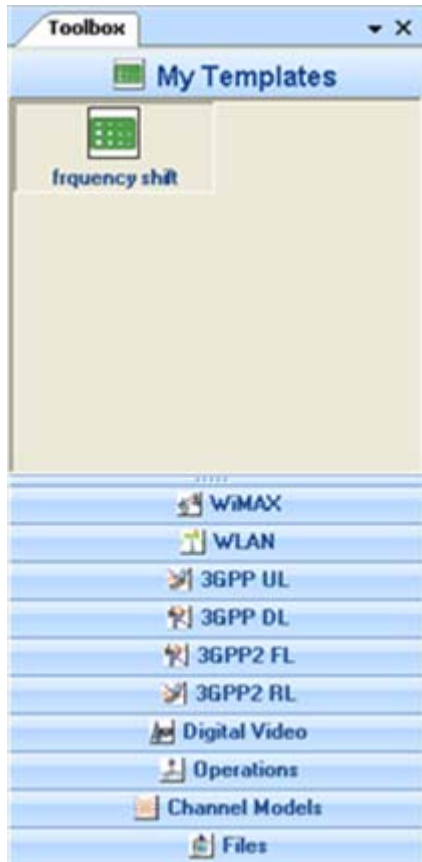 Toolbox
My Templates
frquency shift
WiMAX
WLAN
3GPP UL
3GPP DL
3GPP2 FL
3GPP2 RL
Digital Video
Operations
Channel Models
Files